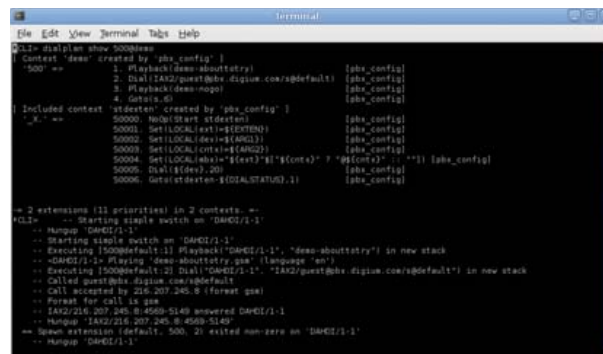 Terminal
File Edit View Terminal Tabs Help
*CLI> dialplan show 500@demo
[ Context 'demo' created by 'pbx_config' ]
'500' => 1. Playback(demo-abouttotry) [pbx_config]
2. Dial(IAX2/guest@pbx.digium.com/s@default) [pbx_config]
3. Playback(demo-nogo) [pbx_config]
4. Goto(s,6) [pbx_config]
[ Included context 'stdexten' created by 'pbx_config' ]
'_X.' => 50000. NoOp(Start stdexten) [pbx_config]
50001. Set(LOCAL(ext)=${EXTEN}) [pbx_config]
50002. Set(LOCAL(dev)=${ARG1}) [pbx_config]
50003. Set(LOCAL(cntx)=${ARG2}) [pbx_config]
50004. Set(LOCAL(mbx)="${ext}"$["${cntx}" ? "@${cntx}" :: ""]) [pbx_config]
50005. Dial(${dev},20) [pbx_config]
50006. Goto(stdexten-${DIALSTATUS},1) [pbx_config]
-= 2 extensions (11 priorities) in 2 contexts. =-
*CLI> -- Starting simple switch on 'DAHDI/1-1'
-- Hungup 'DAHDI/1-1'
-- Starting simple switch on 'DAHDI/1-1'
-- Executing [500@default:1] Playback("DAHDI/1-1", "demo-abouttotry") in new stack
-- <DAHDI/1-1> Playing 'demo-abouttotry.gsm' (language 'en')
-- Executing [500@default:2] Dial("DAHDI/1-1", "IAX2/guest@pbx.digium.com/s@default") in new stack
-- Called guest@pbx.digium.com/s@default
-- Call accepted by 216.207.245.8 (format gsm)
-- Format for call is gsm
-- IAX2/216.207.245.8:4569-5149 answered DAHDI/1-1
-- Hungup 'IAX2/216.207.245.8:4569-5149'
== Spawn extension (default, 500, 2) exited non-zero on 'DAHDI/1-1'
-- Hungup 'DAHDI/1-1'